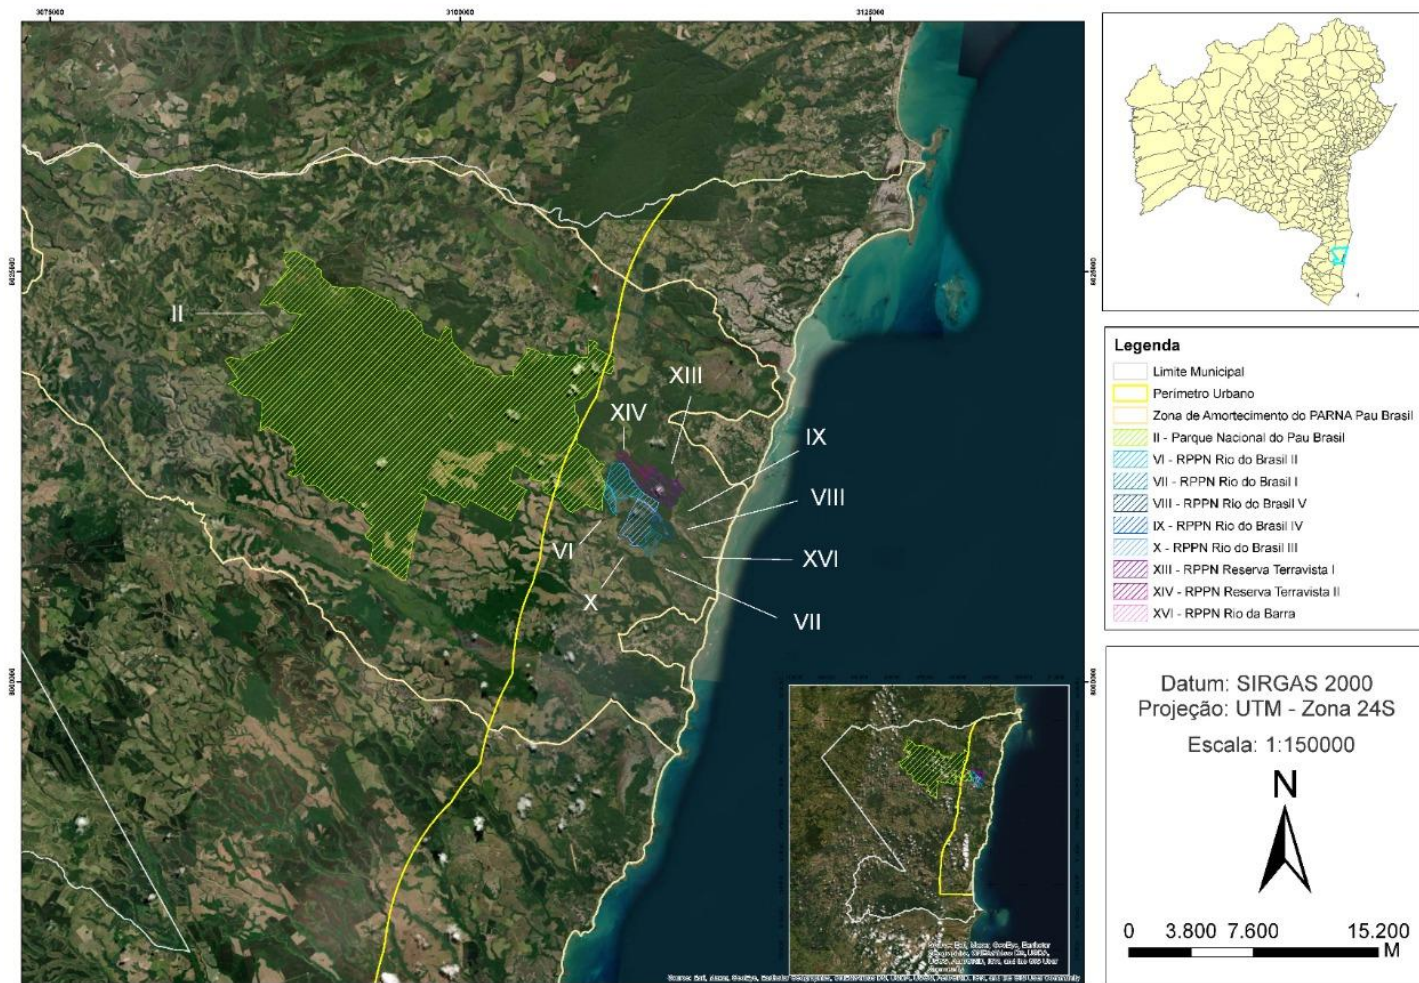 3075000
3100000
3125000
II
XIII
XIV
IX
VIII
VI
XVI
X
VII
Legenda
Limite Municipal
Perímetro Urbano
Zona de Amortecimento do PARNA Pau Brasil
II - Parque Nacional do Pau Brasil
VI - RPPN Rio do Brasil II
VII - RPPN Rio do Brasil I
VIII - RPPN Rio do Brasil V
IX - RPPN Rio do Brasil IV
X - RPPN Rio do Brasil III
XIII - RPPN Reserva Terravista I
XIV - RPPN Reserva Terravista II
XVI - RPPN Rio da Barra
Datum: SIRGAS 2000
Projeção: UTM - Zona 24S
Escala: 1:150000
N
0 3.800 7.600 15.200
M